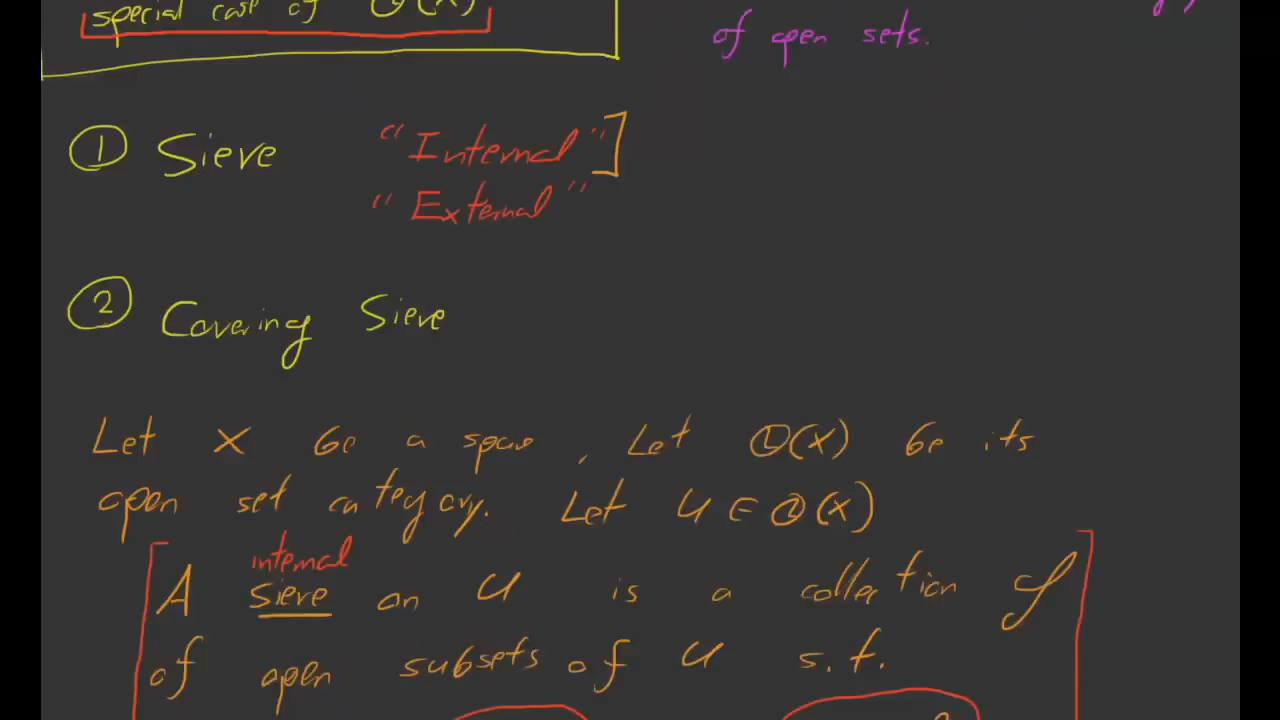 special case of O(X)
of open sets.
① Sieve "Internal"]
"External"
② Covering Sieve
Let X be a space, Let O(X) be its
open set category. Let U ∈ O(X)
internal
A sieve on U is a collection 𝒮
of open subsets of U s.t.